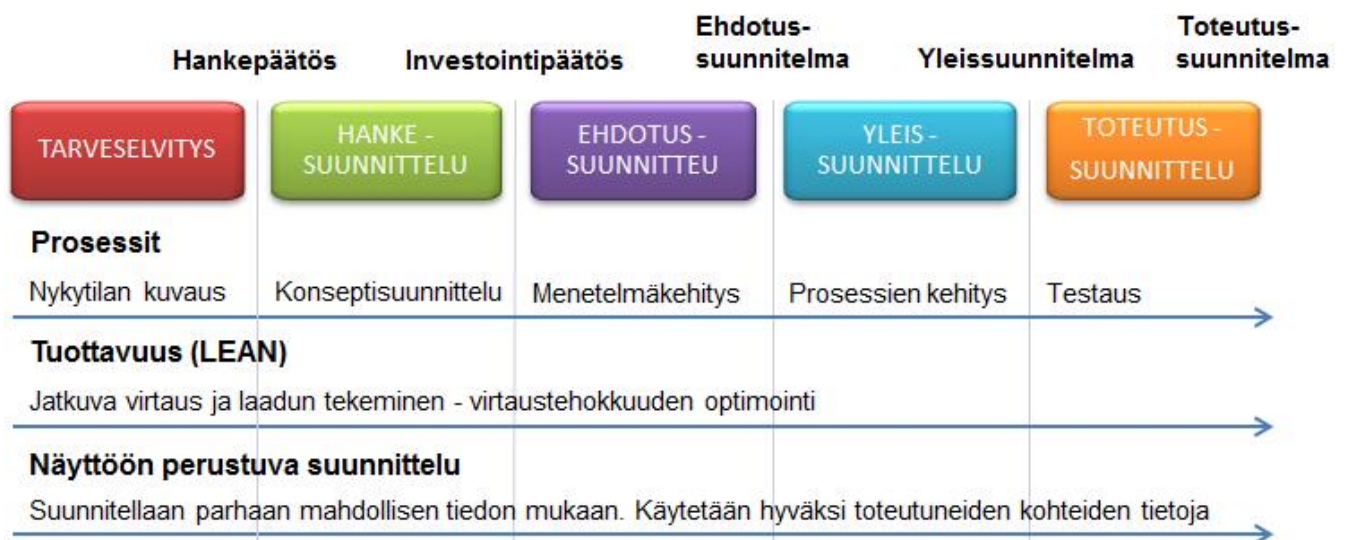 Hankepäätös
Investointipäätös
Ehdotus-
suunnitelma
Yleissuunnitelma
Toteutus-
suunnitelma
TARVESELVITYS
HANKE -
SUUNNITTELU
EHDOTUS -
SUUNNITTEU
YLEIS -
SUUNNITTELU
TOTEUTUS -
SUUNNITTELU
Prosessit
Nykytilan kuvaus
Konseptisuunnittelu
Menetelmäkehitys
Prosessien kehitys
Testaus
Tuottavuus (LEAN)
Jatkuva virtaus ja laadun tekeminen - virtaustehokkuuden optimointi
Näyttöön perustuva suunnittelu
Suunnitellaan parhaan mahdollisen tiedon mukaan. Käytetään hyväksi toteutuneiden kohteiden tietoja